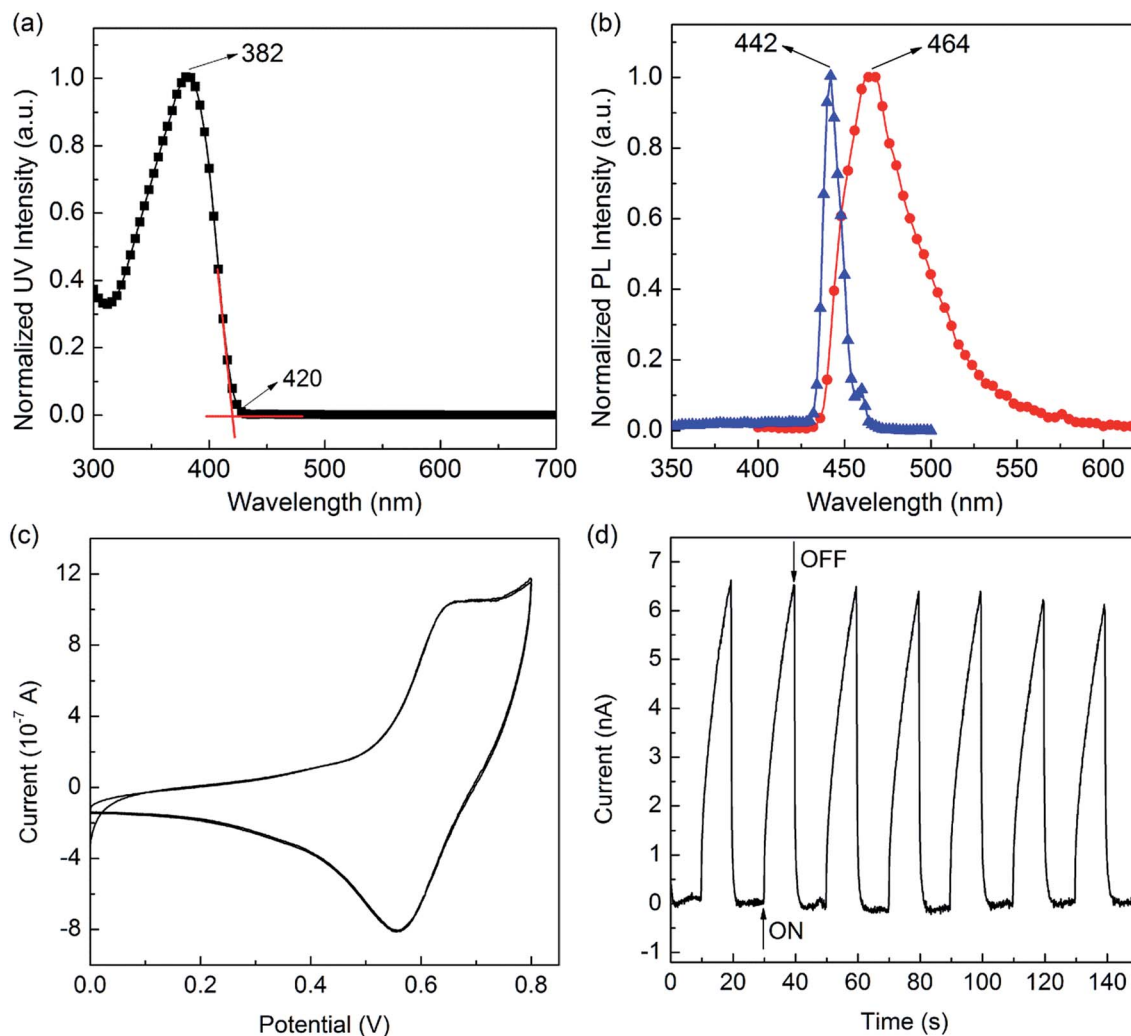 (a)
382
420
Normalized UV Intensity (a.u.)
1.0
0.8
0.6
0.4
0.2
0.0
300 400 500 600 700
Wavelength (nm)
(b)
442
464
Normalized PL Intensity (a.u.)
1.0
0.8
0.6
0.4
0.2
0.0
350 400 450 500 550 600
Wavelength (nm)
(c)
Current (10⁻⁷ A)
12
8
4
0
-4
-8
0.0 0.2 0.4 0.6 0.8
Potential (V)
(d)
OFF
ON
Current (nA)
7
6
5
4
3
2
1
0
-1
0 20 40 60 80 100 120 140
Time (s)